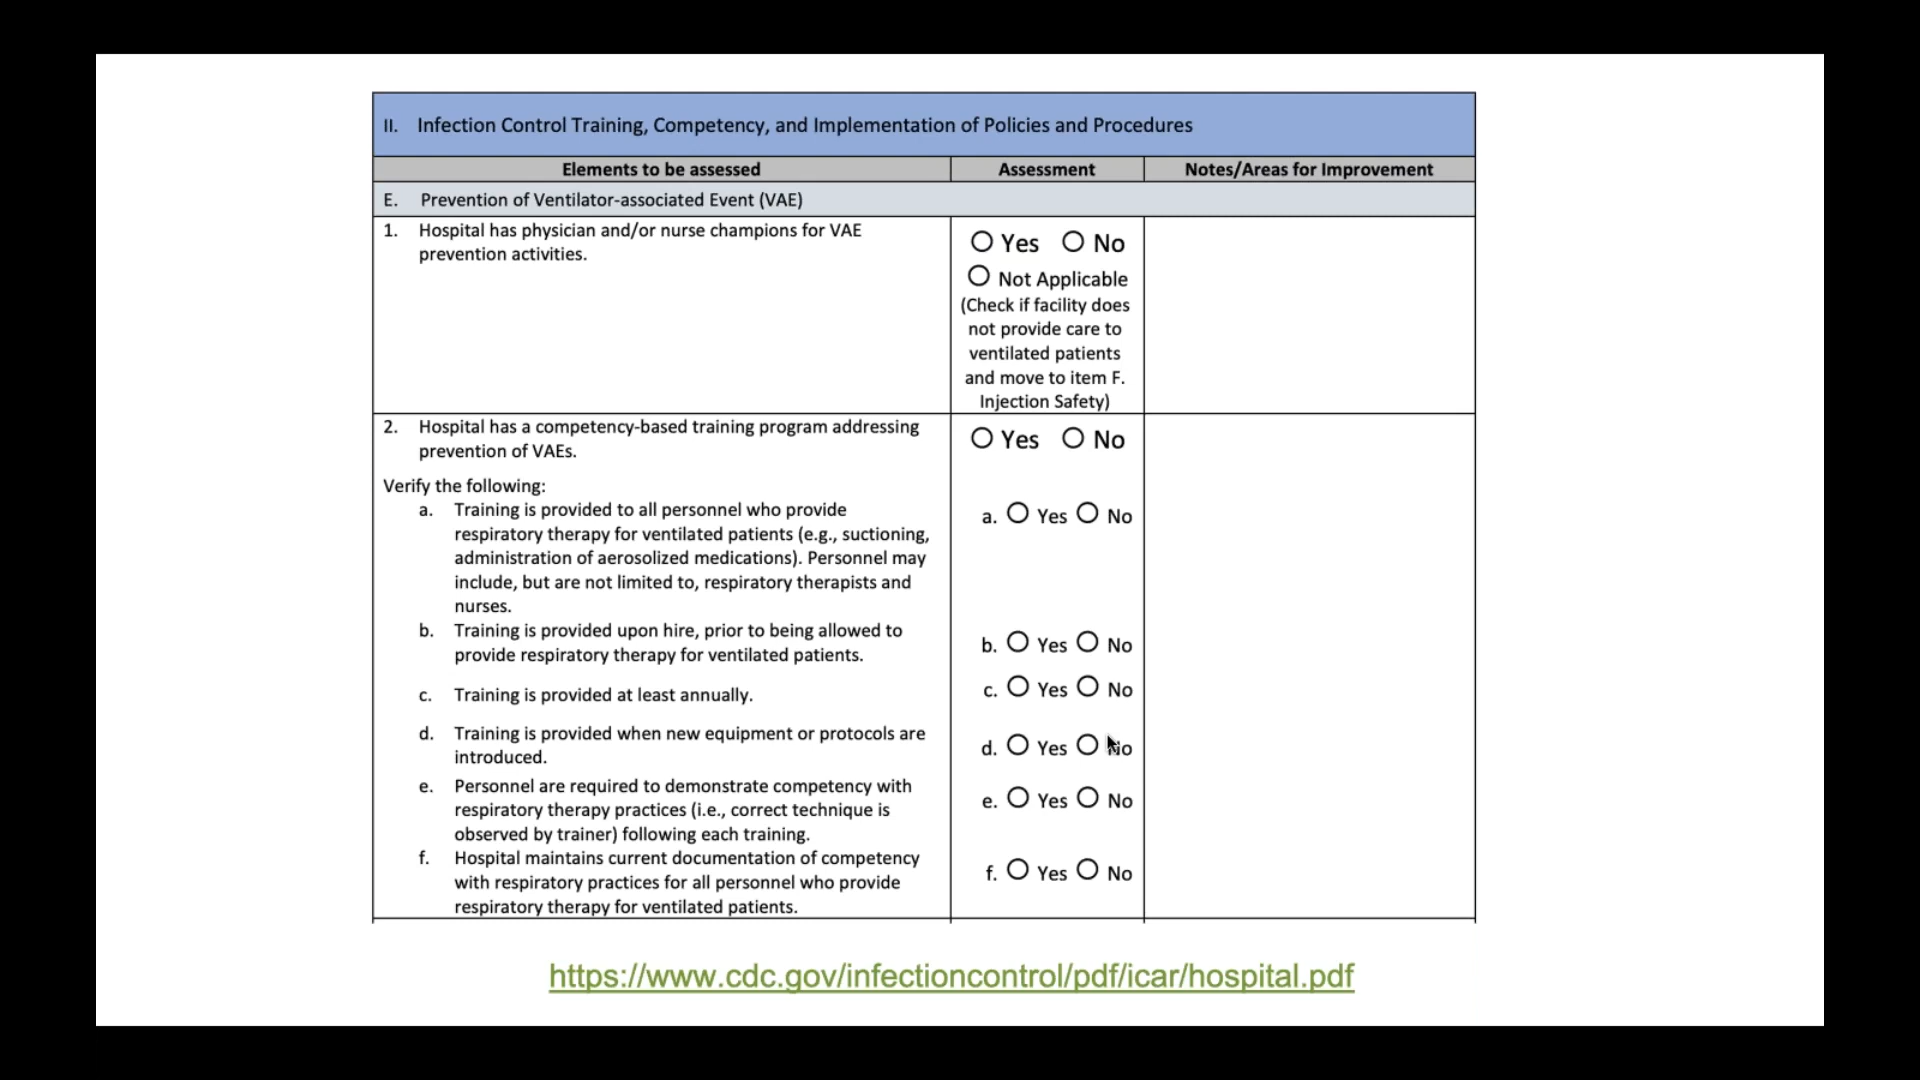 II. Infection Control Training, Competency, and Implementation of Policies and Procedures
Elements to be assessed Assessment Notes/Areas for Improvement
E. Prevention of Ventilator-associated Event (VAE)
1. Hospital has physician and/or nurse champions for VAE
prevention activities.
Yes No
Not Applicable
(Check if facility does
not provide care to
ventilated patients
and move to item F.
Injection Safety)
2. Hospital has a competency-based training program addressing
prevention of VAEs.
Yes No
Verify the following:
a. Training is provided to all personnel who provide
respiratory therapy for ventilated patients (e.g., suctioning,
administration of aerosolized medications). Personnel may
include, but are not limited to, respiratory therapists and
nurses.
a. Yes No
b. Training is provided upon hire, prior to being allowed to
provide respiratory therapy for ventilated patients.
b. Yes No
c. Training is provided at least annually.
c. Yes No
d. Training is provided when new equipment or protocols are
introduced.
d. Yes No
e. Personnel are required to demonstrate competency with
respiratory therapy practices (i.e., correct technique is
observed by trainer) following each training.
e. Yes No
f. Hospital maintains current documentation of competency
with respiratory practices for all personnel who provide
respiratory therapy for ventilated patients.
f. Yes No
https://www.cdc.gov/infectioncontrol/pdf/icar/hospital.pdf